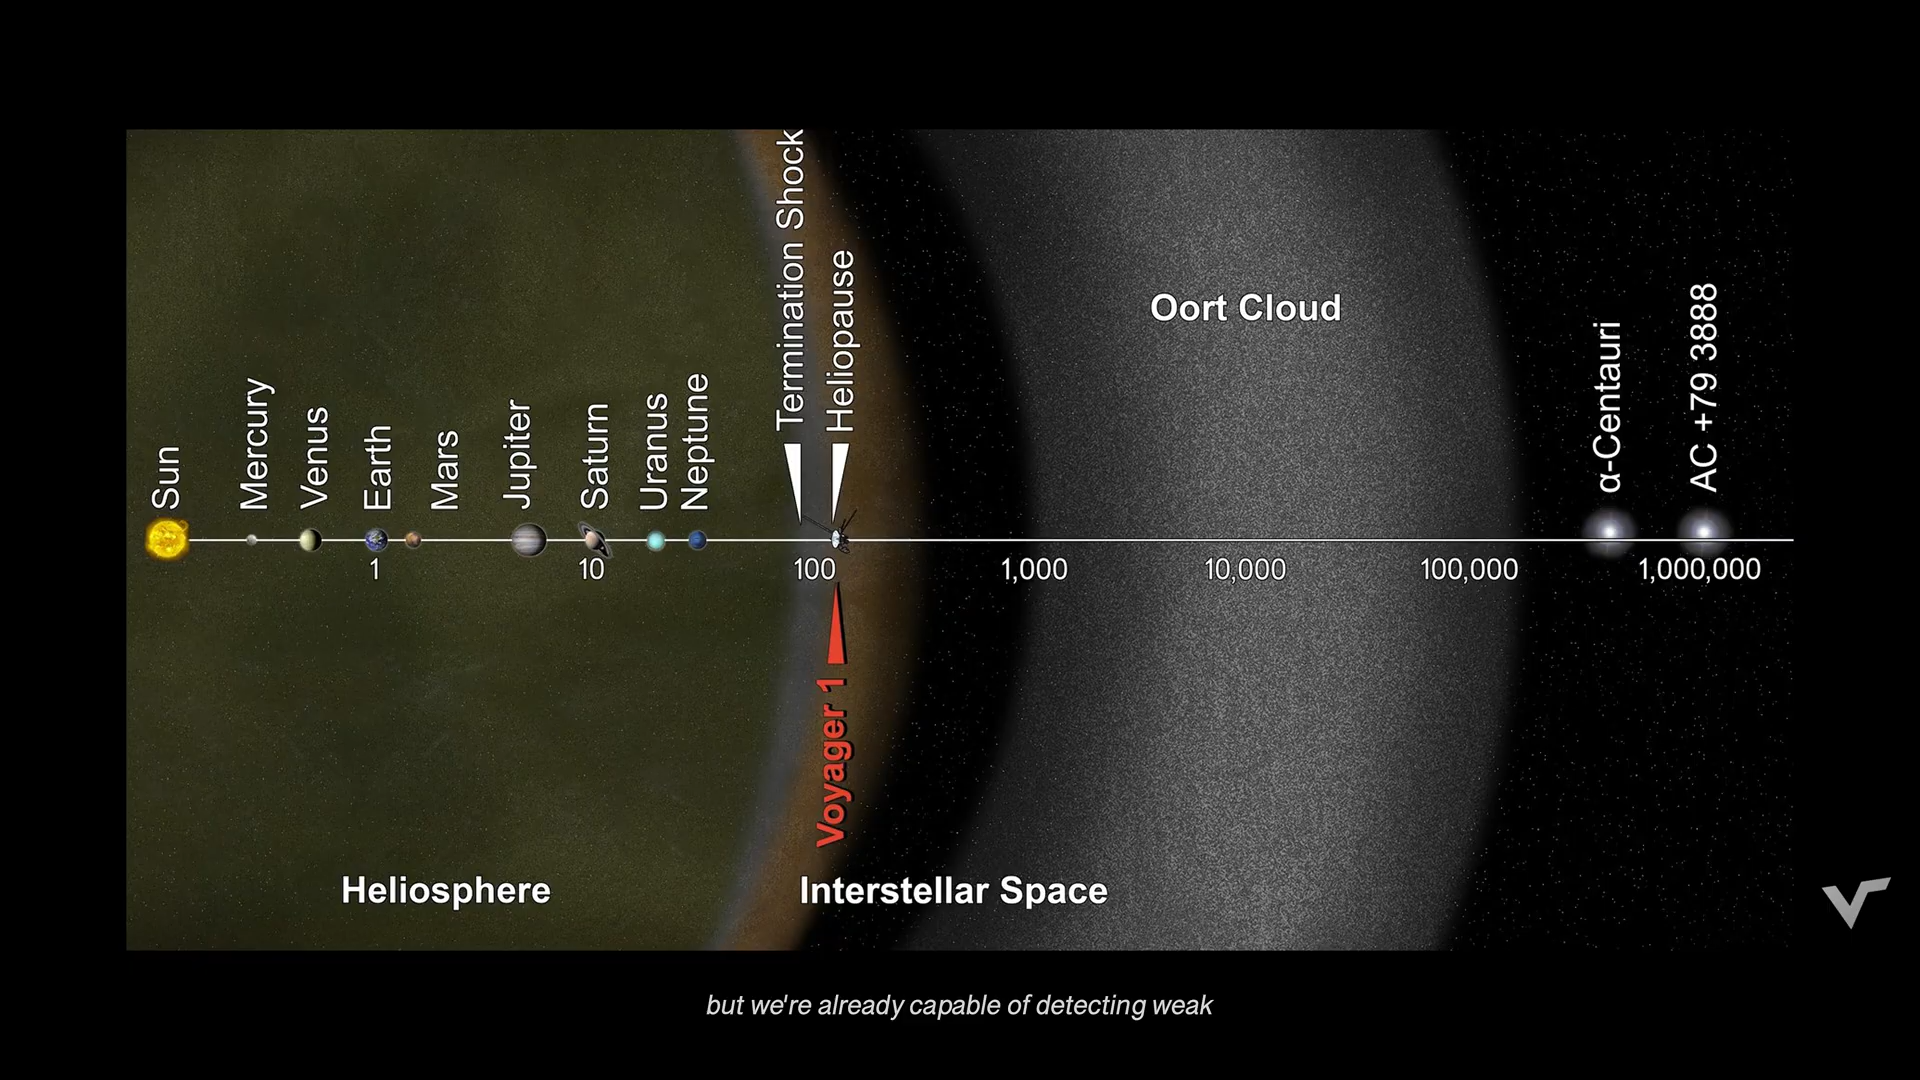 Sun
Mercury
Venus
Earth
Mars
Jupiter
Saturn
Uranus
Neptune
Termination Shock
Heliopause
Oort Cloud
α-Centauri
AC +79 3888
1
10
100
1,000
10,000
100,000
1,000,000
Voyager 1
Heliosphere
Interstellar Space
but we're already capable of detecting weak